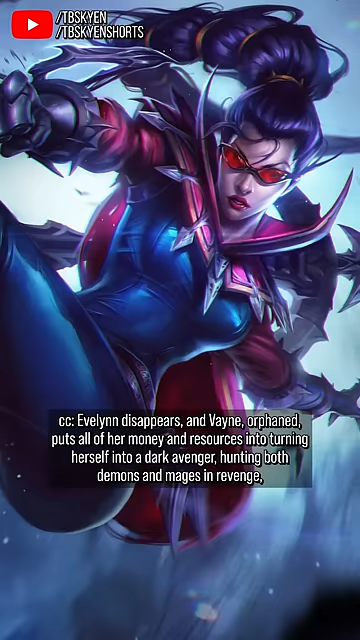 /TBSKYEN
/TBSKYENSHORTS
cc: Evelynn disappears, and Vayne, orphaned,
puts all of her money and resources into turning
herself into a dark avenger, hunting both
demons and mages in revenge,